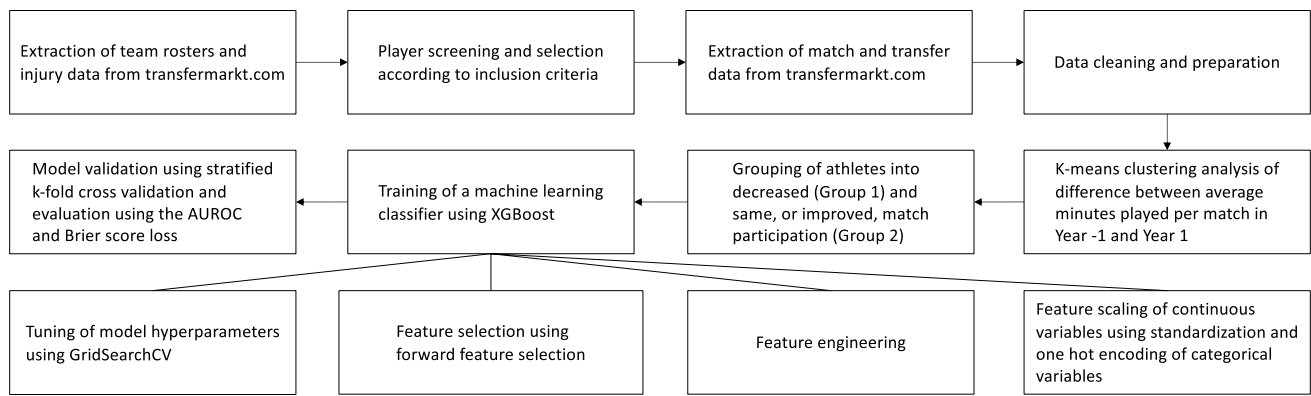 Extraction of team rosters and
injury data from transfermarkt.com
Player screening and selection
according to inclusion criteria
Extraction of match and transfer
data from transfermarkt.com
Data cleaning and preparation
Model validation using stratified
k-fold cross validation and
evaluation using the AUROC
and Brier score loss
Training of a machine learning
classifier using XGBoost
Grouping of athletes into
decreased (Group 1) and
same, or improved, match
participation (Group 2)
K-means clustering analysis of
difference between average
minutes played per match in
Year -1 and Year 1
Tuning of model hyperparameters
using GridSearchCV
Feature selection using
forward feature selection
Feature engineering
Feature scaling of continuous
variables using standardization and
one hot encoding of categorical
variables